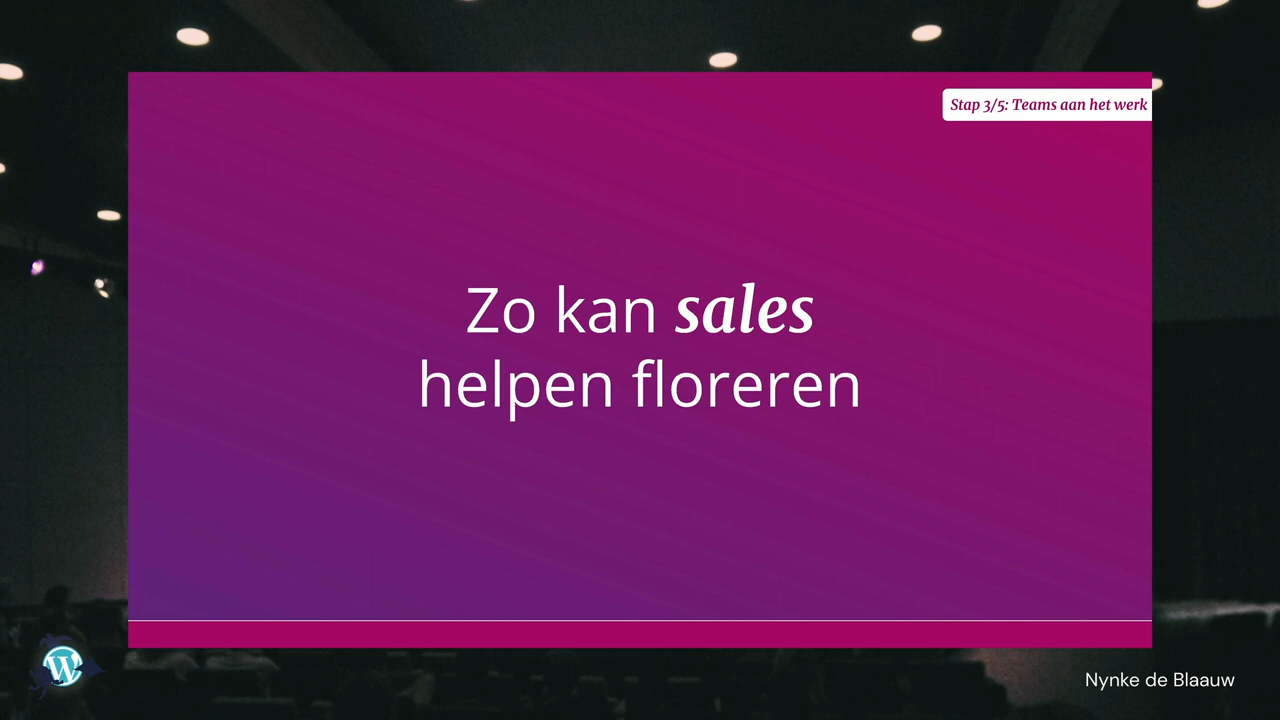 Stap 3/5: Teams aan het werk
Zo kan sales
helpen floreren
Nynke de Blaauw